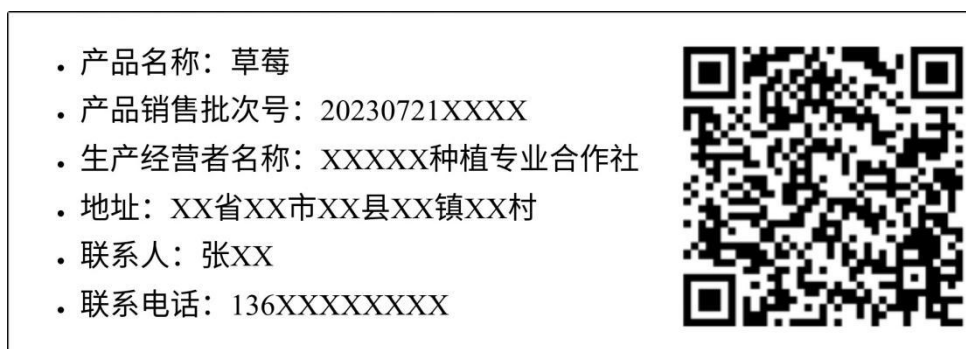 • 产品名称：草莓
• 产品销售批次号：20230721XXXX
• 生产经营者名称：XXXXX种植专业合作社
• 地址：XX省XX市XX县XX镇XX村
• 联系人：张XX
• 联系电话：136XXXXXXXX